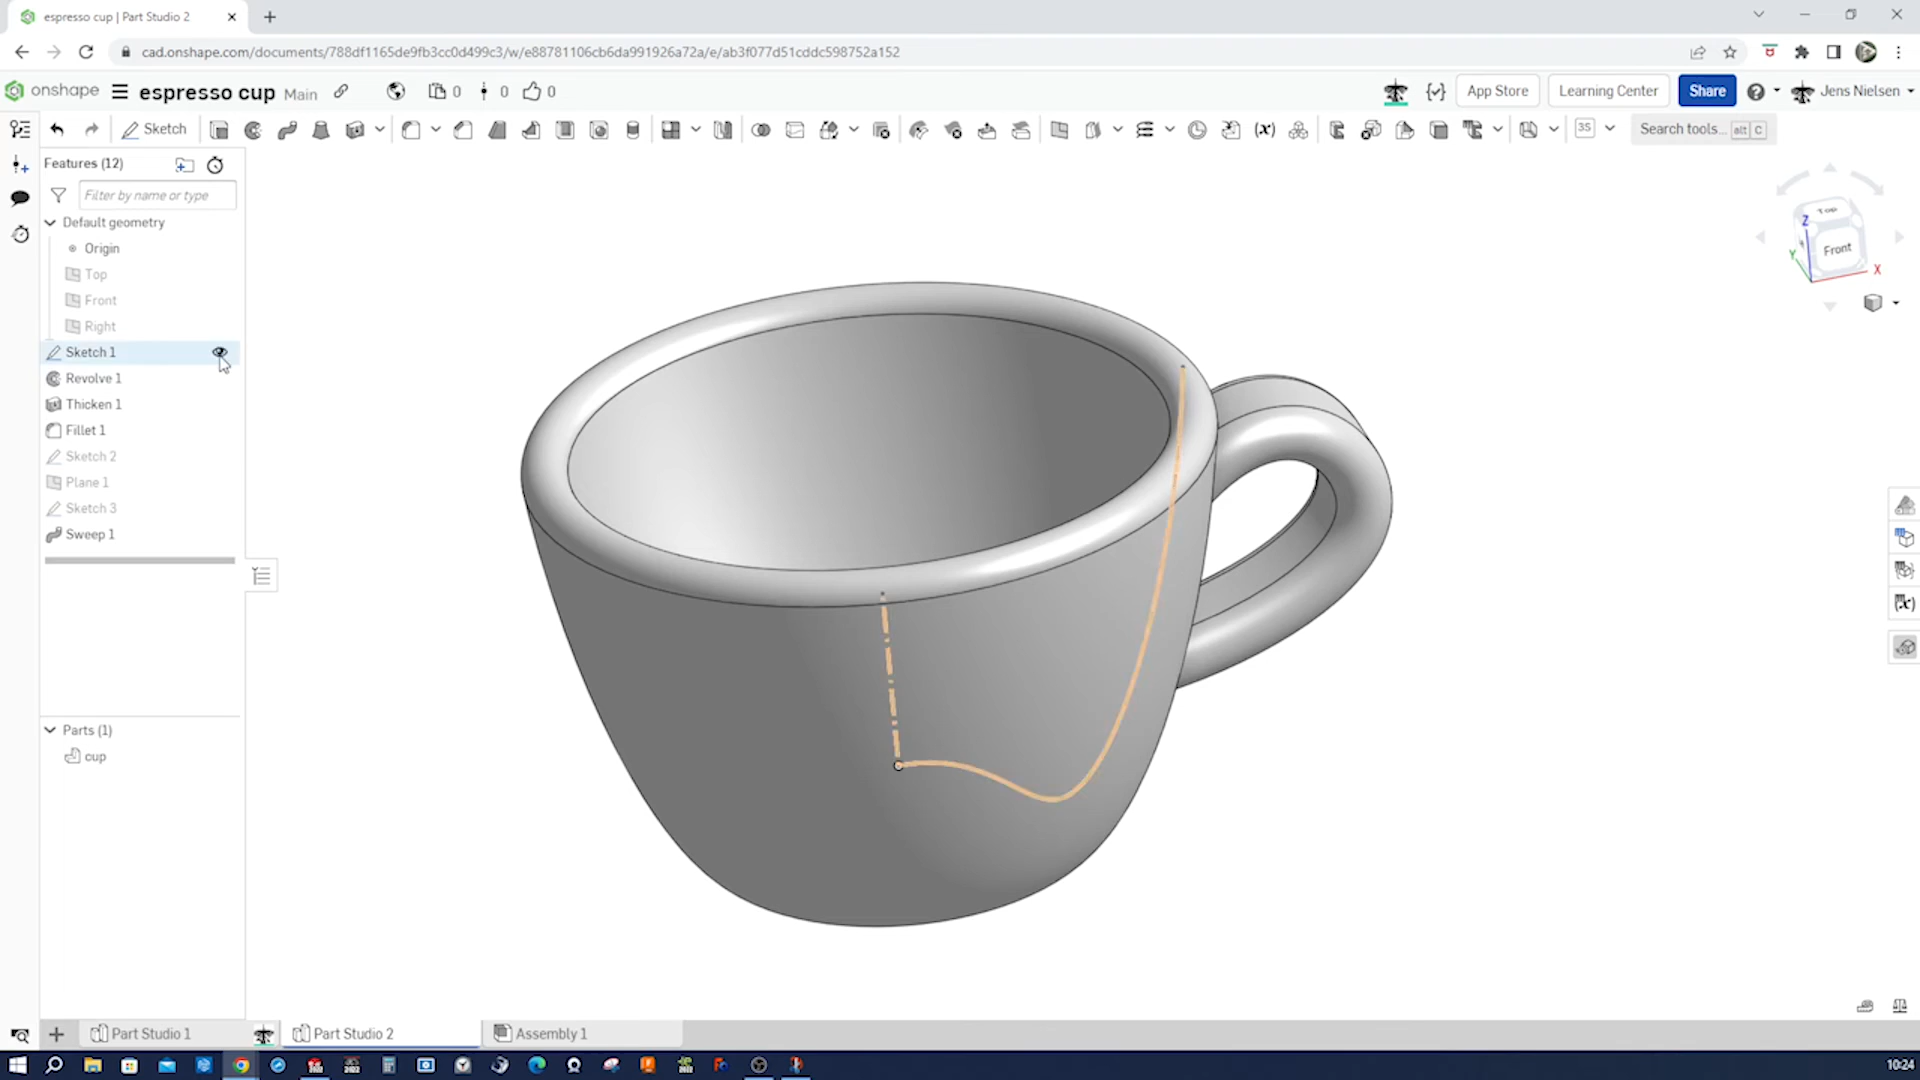 espresso cup | Part Studio 2
cad.onshape.com/documents/788df1165de9fb3cc0d499c3/w/e88781106cb6da991926a72a/e/ab3f077d51cddc598752a152
onshape espresso cup Main 0 0 0 App Store Learning Center Share Jens Nielsen
Sketch (x) 3S Search tools... alt C
Features (12)
Filter by name or type
Default geometry
Origin
Top
Front
Right
Sketch 1
Revolve 1
Thicken 1
Fillet 1
Sketch 2
Plane 1
Sketch 3
Sweep 1
Parts (1)
cup
Top
Z
Front
Y
X
(x)
Part Studio 1 Part Studio 2 Assembly 1
10:24